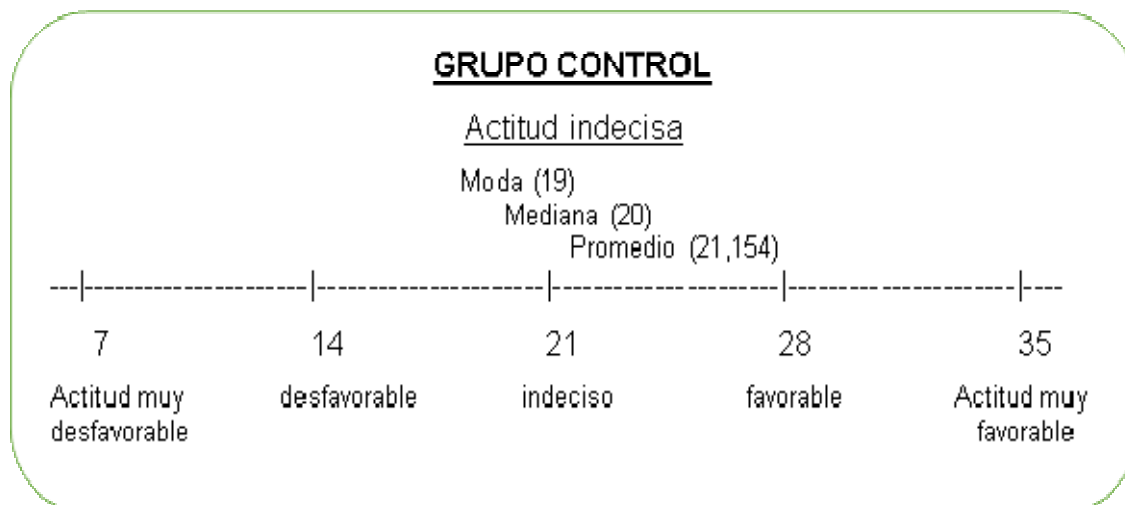 GRUPO CONTROL
Actitud indecisa
Moda (19)
Mediana (20)
Promedio (21,154)
---|-----------------------|-----------------------|-----------------------|-----------------------|----
7 14 21 28 35
Actitud muy desfavorable indeciso favorable Actitud muy
desfavorable favorable